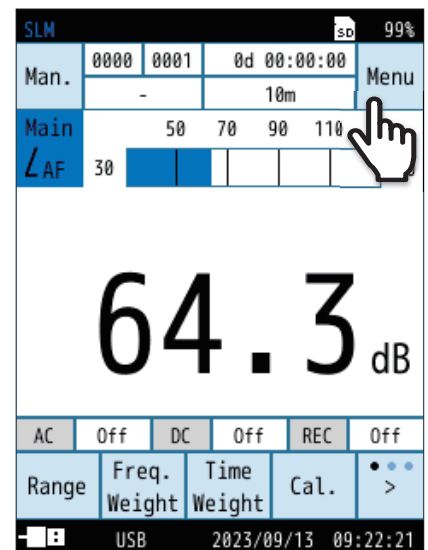 SLM SD 99%
Man. 0000 0001 0d 00:00:00 Menu
- 10m
Main 50 70 90 110
LAF 30
64.3 dB
AC Off DC Off REC Off
Range Freq. Weight Time Weight Cal. >
USB 2023/09/13 09:22:21